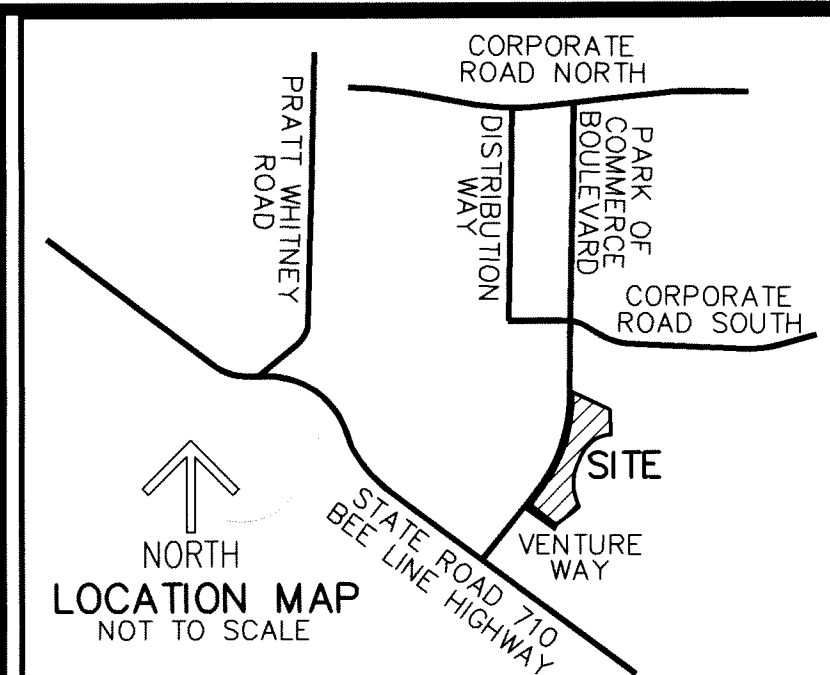 CORPORATE
ROAD NORTH
PRATT WHITNEY
ROAD
DISTRIBUTION
WAY
PARK OF
COMMERCE
BOULEVARD
CORPORATE
ROAD SOUTH
SITE
VENTURE
WAY
STATE ROAD 710
BEE LINE HIGHWAY
NORTH
LOCATION MAP
NOT TO SCALE